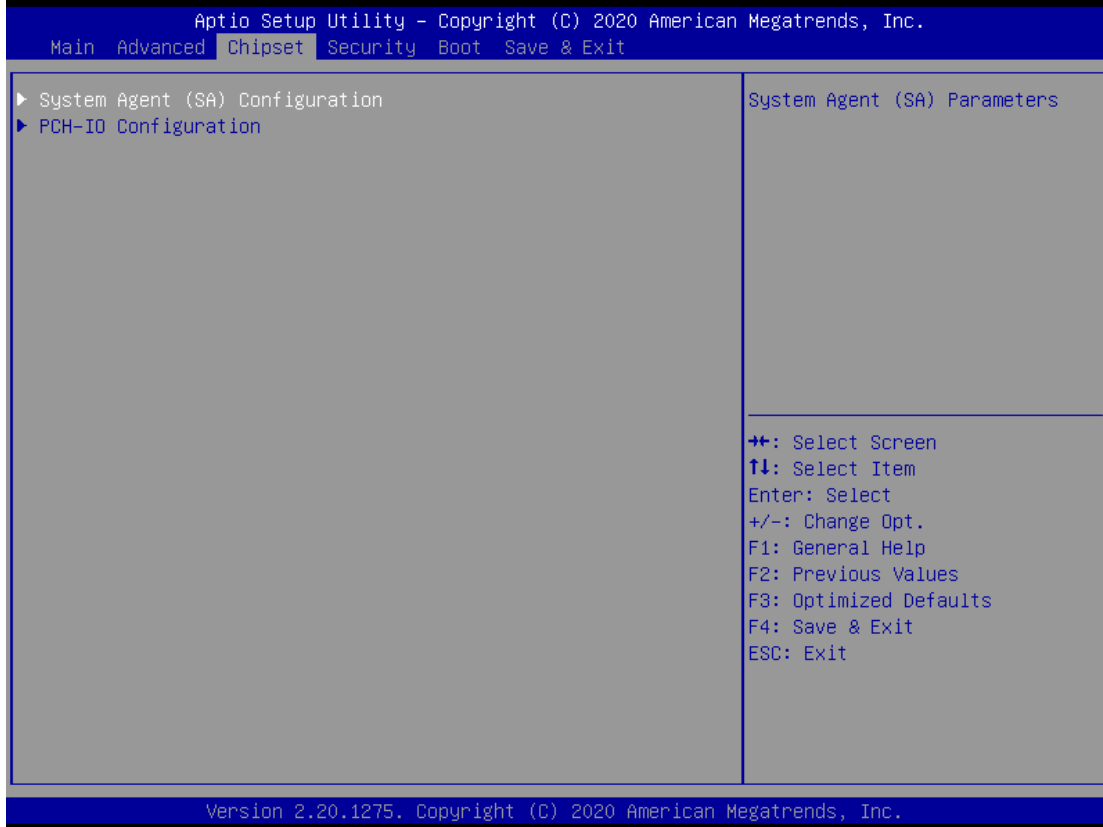 Aptio Setup Utility – Copyright (C) 2020 American Megatrends, Inc.
Main Advanced Chipset Security Boot Save & Exit
▶ System Agent (SA) Configuration
▶ PCH-IO Configuration
System Agent (SA) Parameters
→←: Select Screen
↑↓: Select Item
Enter: Select
+/-: Change Opt.
F1: General Help
F2: Previous Values
F3: Optimized Defaults
F4: Save & Exit
ESC: Exit
Version 2.20.1275. Copyright (C) 2020 American Megatrends, Inc.